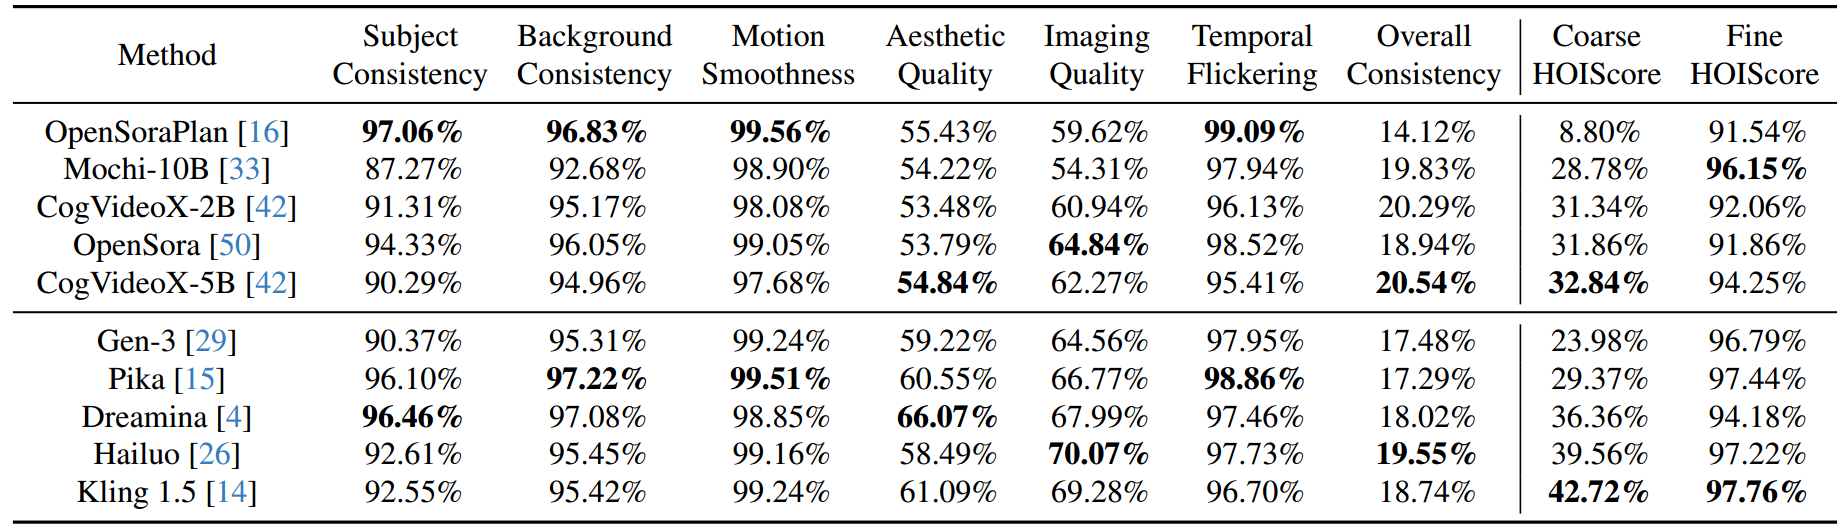 Method Subject Consistency Background Consistency Motion Smoothness Aesthetic Quality Imaging Quality Temporal Flickering Overall Consistency Coarse HOIScore Fine HOIScore
OpenSoraPlan [16] 97.06% 96.83% 99.56% 55.43% 59.62% 99.09% 14.12% 8.80% 91.54%
Mochi-10B [33] 87.27% 92.68% 98.90% 54.22% 54.31% 97.94% 19.83% 28.78% 96.15%
CogVideoX-2B [42] 91.31% 95.17% 98.08% 53.48% 60.94% 96.13% 20.29% 31.34% 92.06%
OpenSora [50] 94.33% 96.05% 99.05% 53.79% 64.84% 98.52% 18.94% 31.86% 91.86%
CogVideoX-5B [42] 90.29% 94.96% 97.68% 54.84% 62.27% 95.41% 20.54% 32.84% 94.25%
Gen-3 [29] 90.37% 95.31% 99.24% 59.22% 64.56% 97.95% 17.48% 23.98% 96.79%
Pika [15] 96.10% 97.22% 99.51% 60.55% 66.77% 98.86% 17.29% 29.37% 97.44%
Dreamina [4] 96.46% 97.08% 98.85% 66.07% 67.99% 97.46% 18.02% 36.36% 94.18%
Hailuo [26] 92.61% 95.45% 99.16% 58.49% 70.07% 97.73% 19.55% 39.56% 97.22%
Kling 1.5 [14] 92.55% 95.42% 99.24% 61.09% 69.28% 96.70% 18.74% 42.72% 97.76%